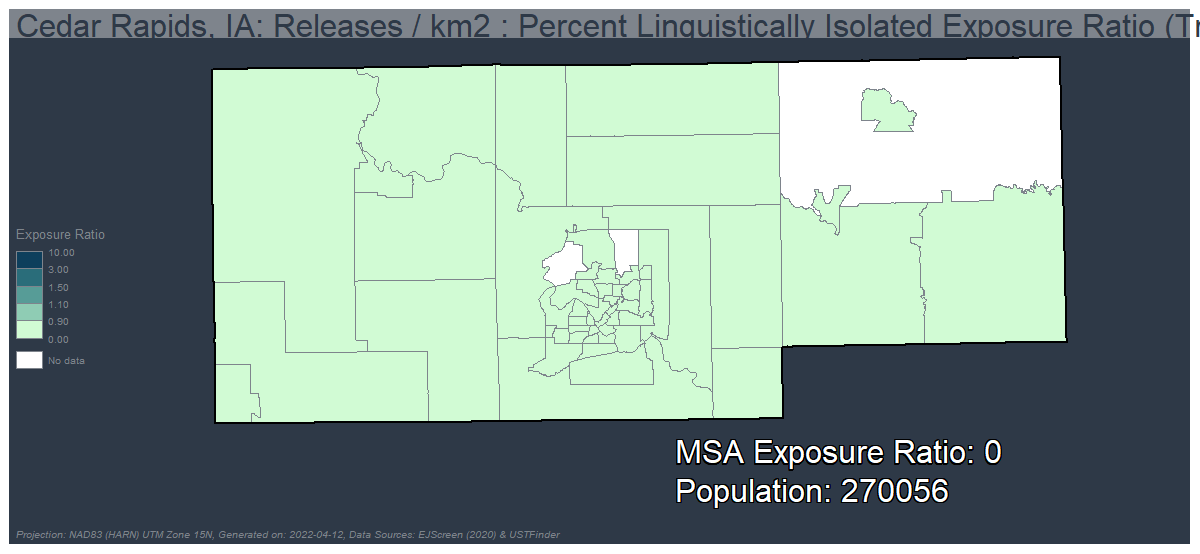 Cedar Rapids, IA: Releases / km2 : Percent Linguistically Isolated Exposure Ratio (Tr
Exposure Ratio
10.00
3.00
1.50
1.10
0.90
0.00
No data
MSA Exposure Ratio: 0
Population: 270056
Projection: NAD83 (HARN) UTM Zone 15N, Generated on: 2022-04-12, Data Sources: EJScreen (2020) & USTFinder